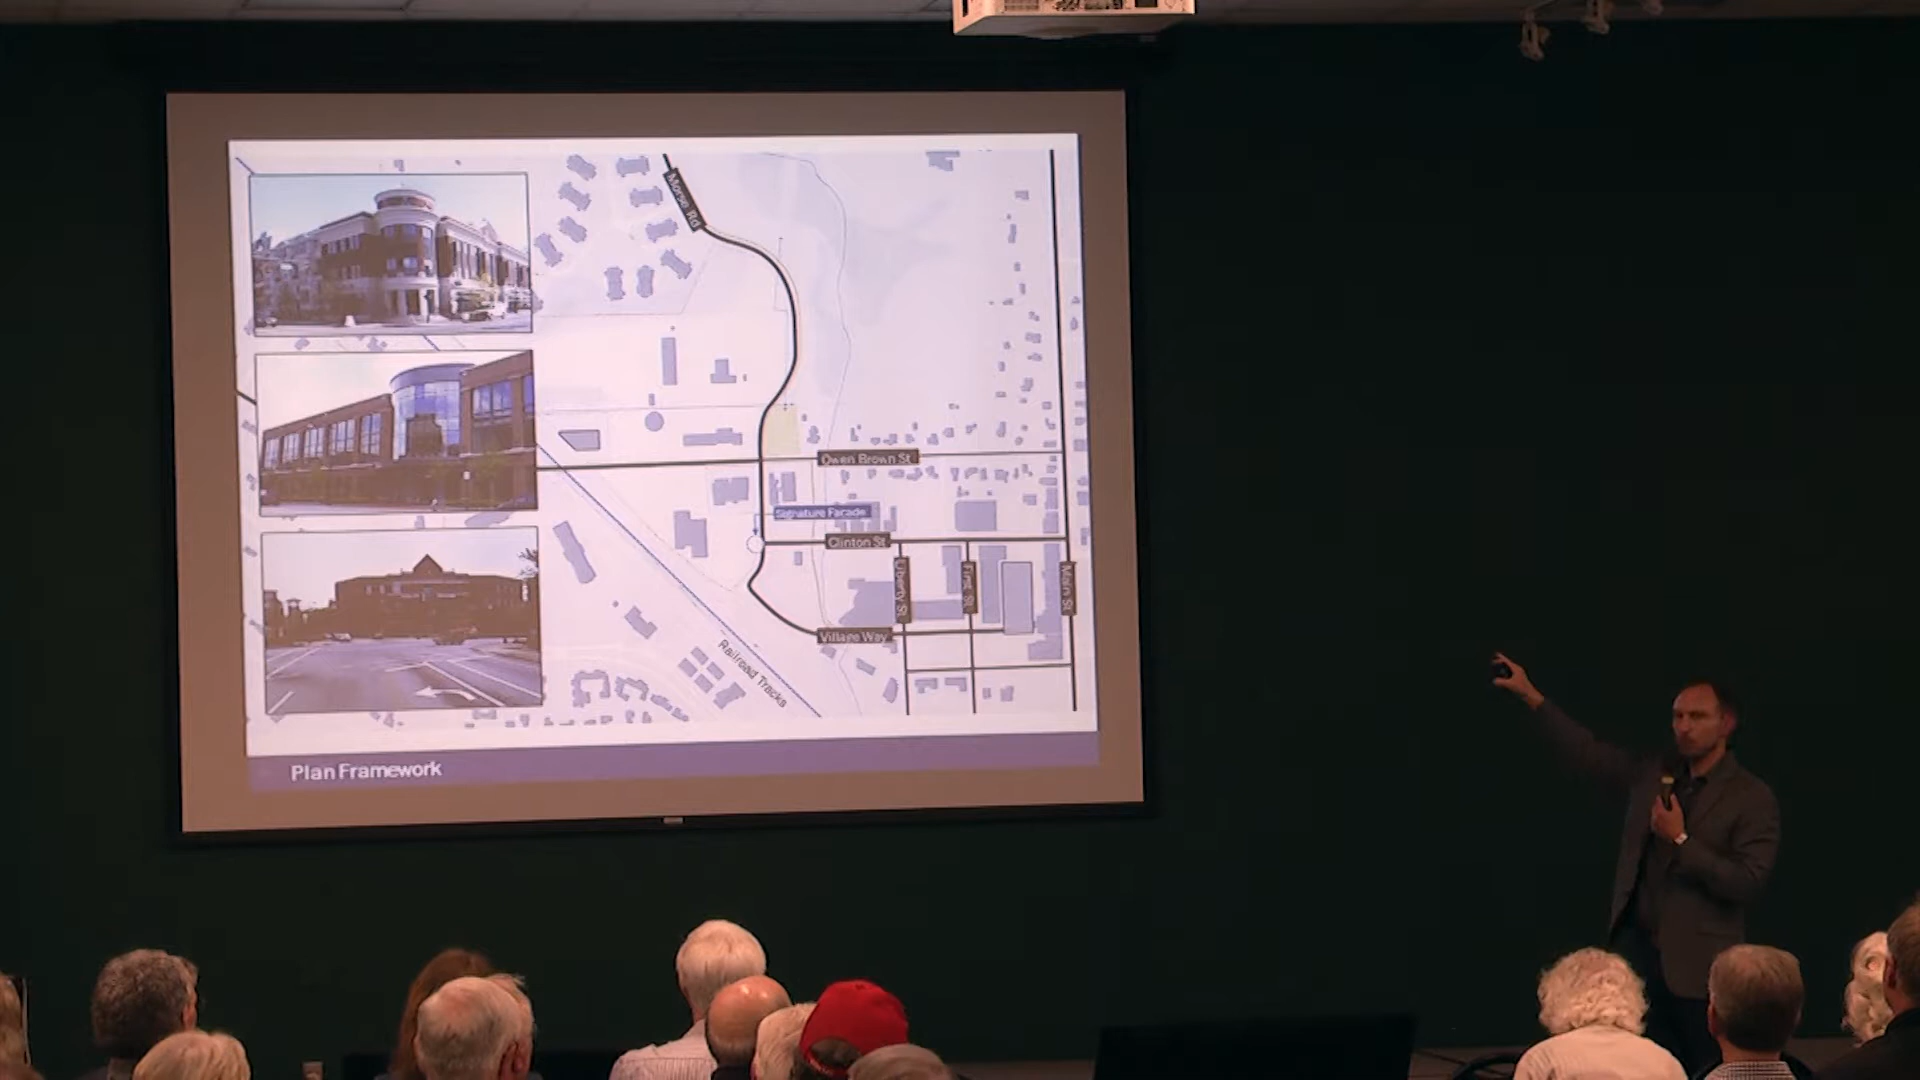 Morse Rd
Owen Brown St
Signature Facade
Clinton St
Liberty St
First St
Main St
Village Way
Railroad Tracks
Plan Framework